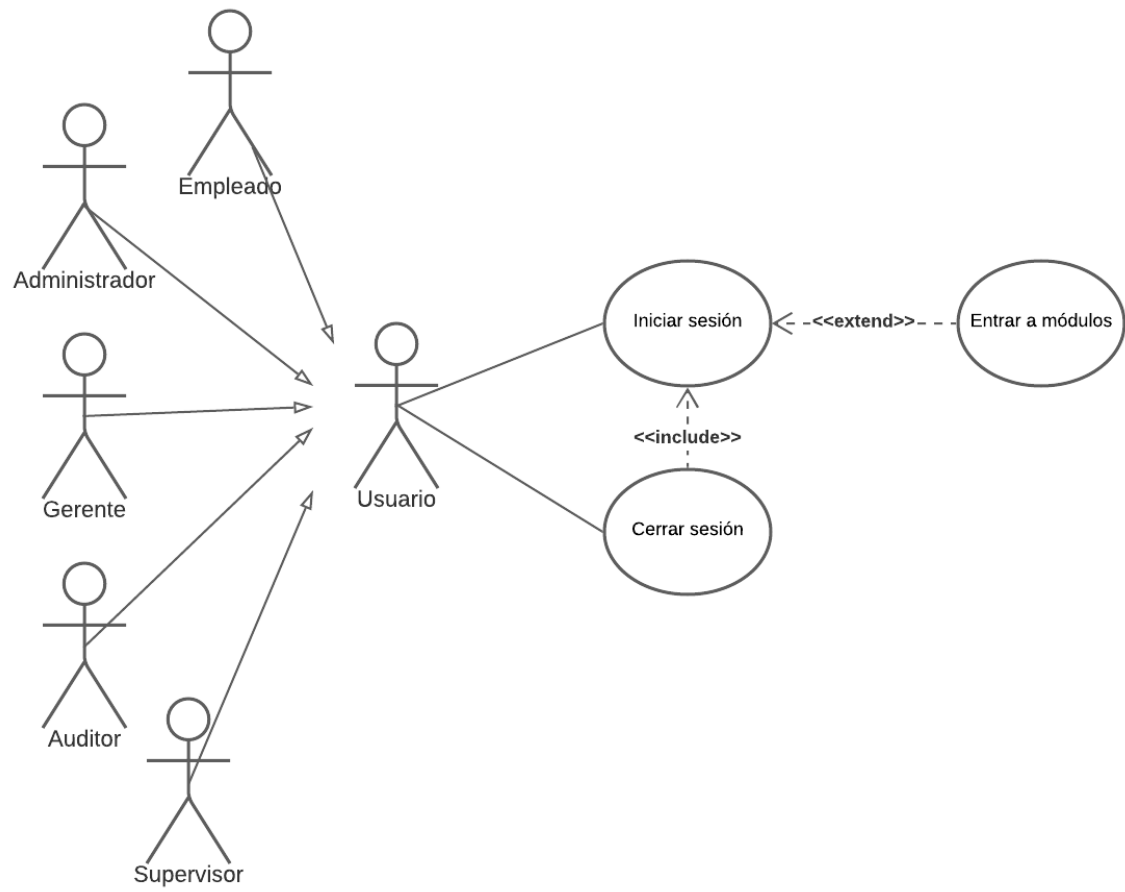 Empleado
Administrador
Iniciar sesión
<<extend>>
Entrar a módulos
<<include>>
Usuario
Gerente
Cerrar sesión
Auditor
Supervisor